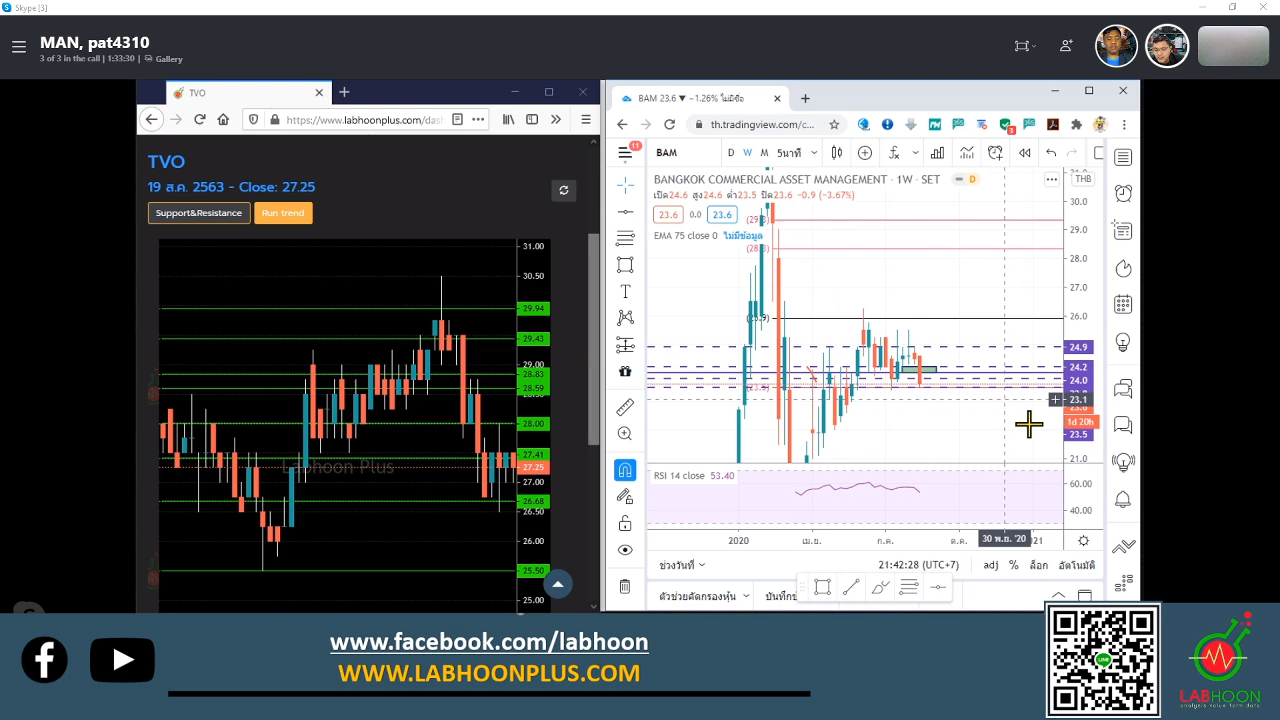 Skype [3]
MAN, pat4310
3 of 3 in the call | 1:33:30 | Gallery
TVO
https://www.labhoonplus.com/das
TVO
19 ส.ค. 2563 - Close: 27.25
Support&Resistance
Run trend
31.00
30.50
29.94
29.43
29.00
28.83
28.59
28.00
27.41
27.25
27.00
26.68
26.50
26.00
25.50
25.00
Labhoon Plus
BAM 23.6 ▼ −1.26% ไม่มีชื่อ
th.tradingview.com/c...
3
11
BAM
D W M 5นาที
BANGKOK COMMERCIAL ASSET MANAGEMENT · 1W · SET
D
THB
เปิด24.6 สูง24.6 ต่ำ23.5 ปิด23.6 −0.9 (−3.67%)
23.6 0.0 23.6
EMA 75 close 0 ไม่มีข้อมูล
30.0
29.0
28.0
27.0
26.0
24.9
24.2
24.0
23.1
1d 20h
23.5
21.0
RSI 14 close 53.40
60.00
40.00
2020 เม.ย. ก.ค. ต.ค. 30 พ.ย. '20
ช่วงวันที่
21:42:28 (UTC+7)
adj % ล็อก อัตโนมัติ
ตัวช่วยคัดกรองหุ้น
www.facebook.com/labhoon
WWW.LABHOONPLUS.COM
LINE
LABHOON
analysis value term data